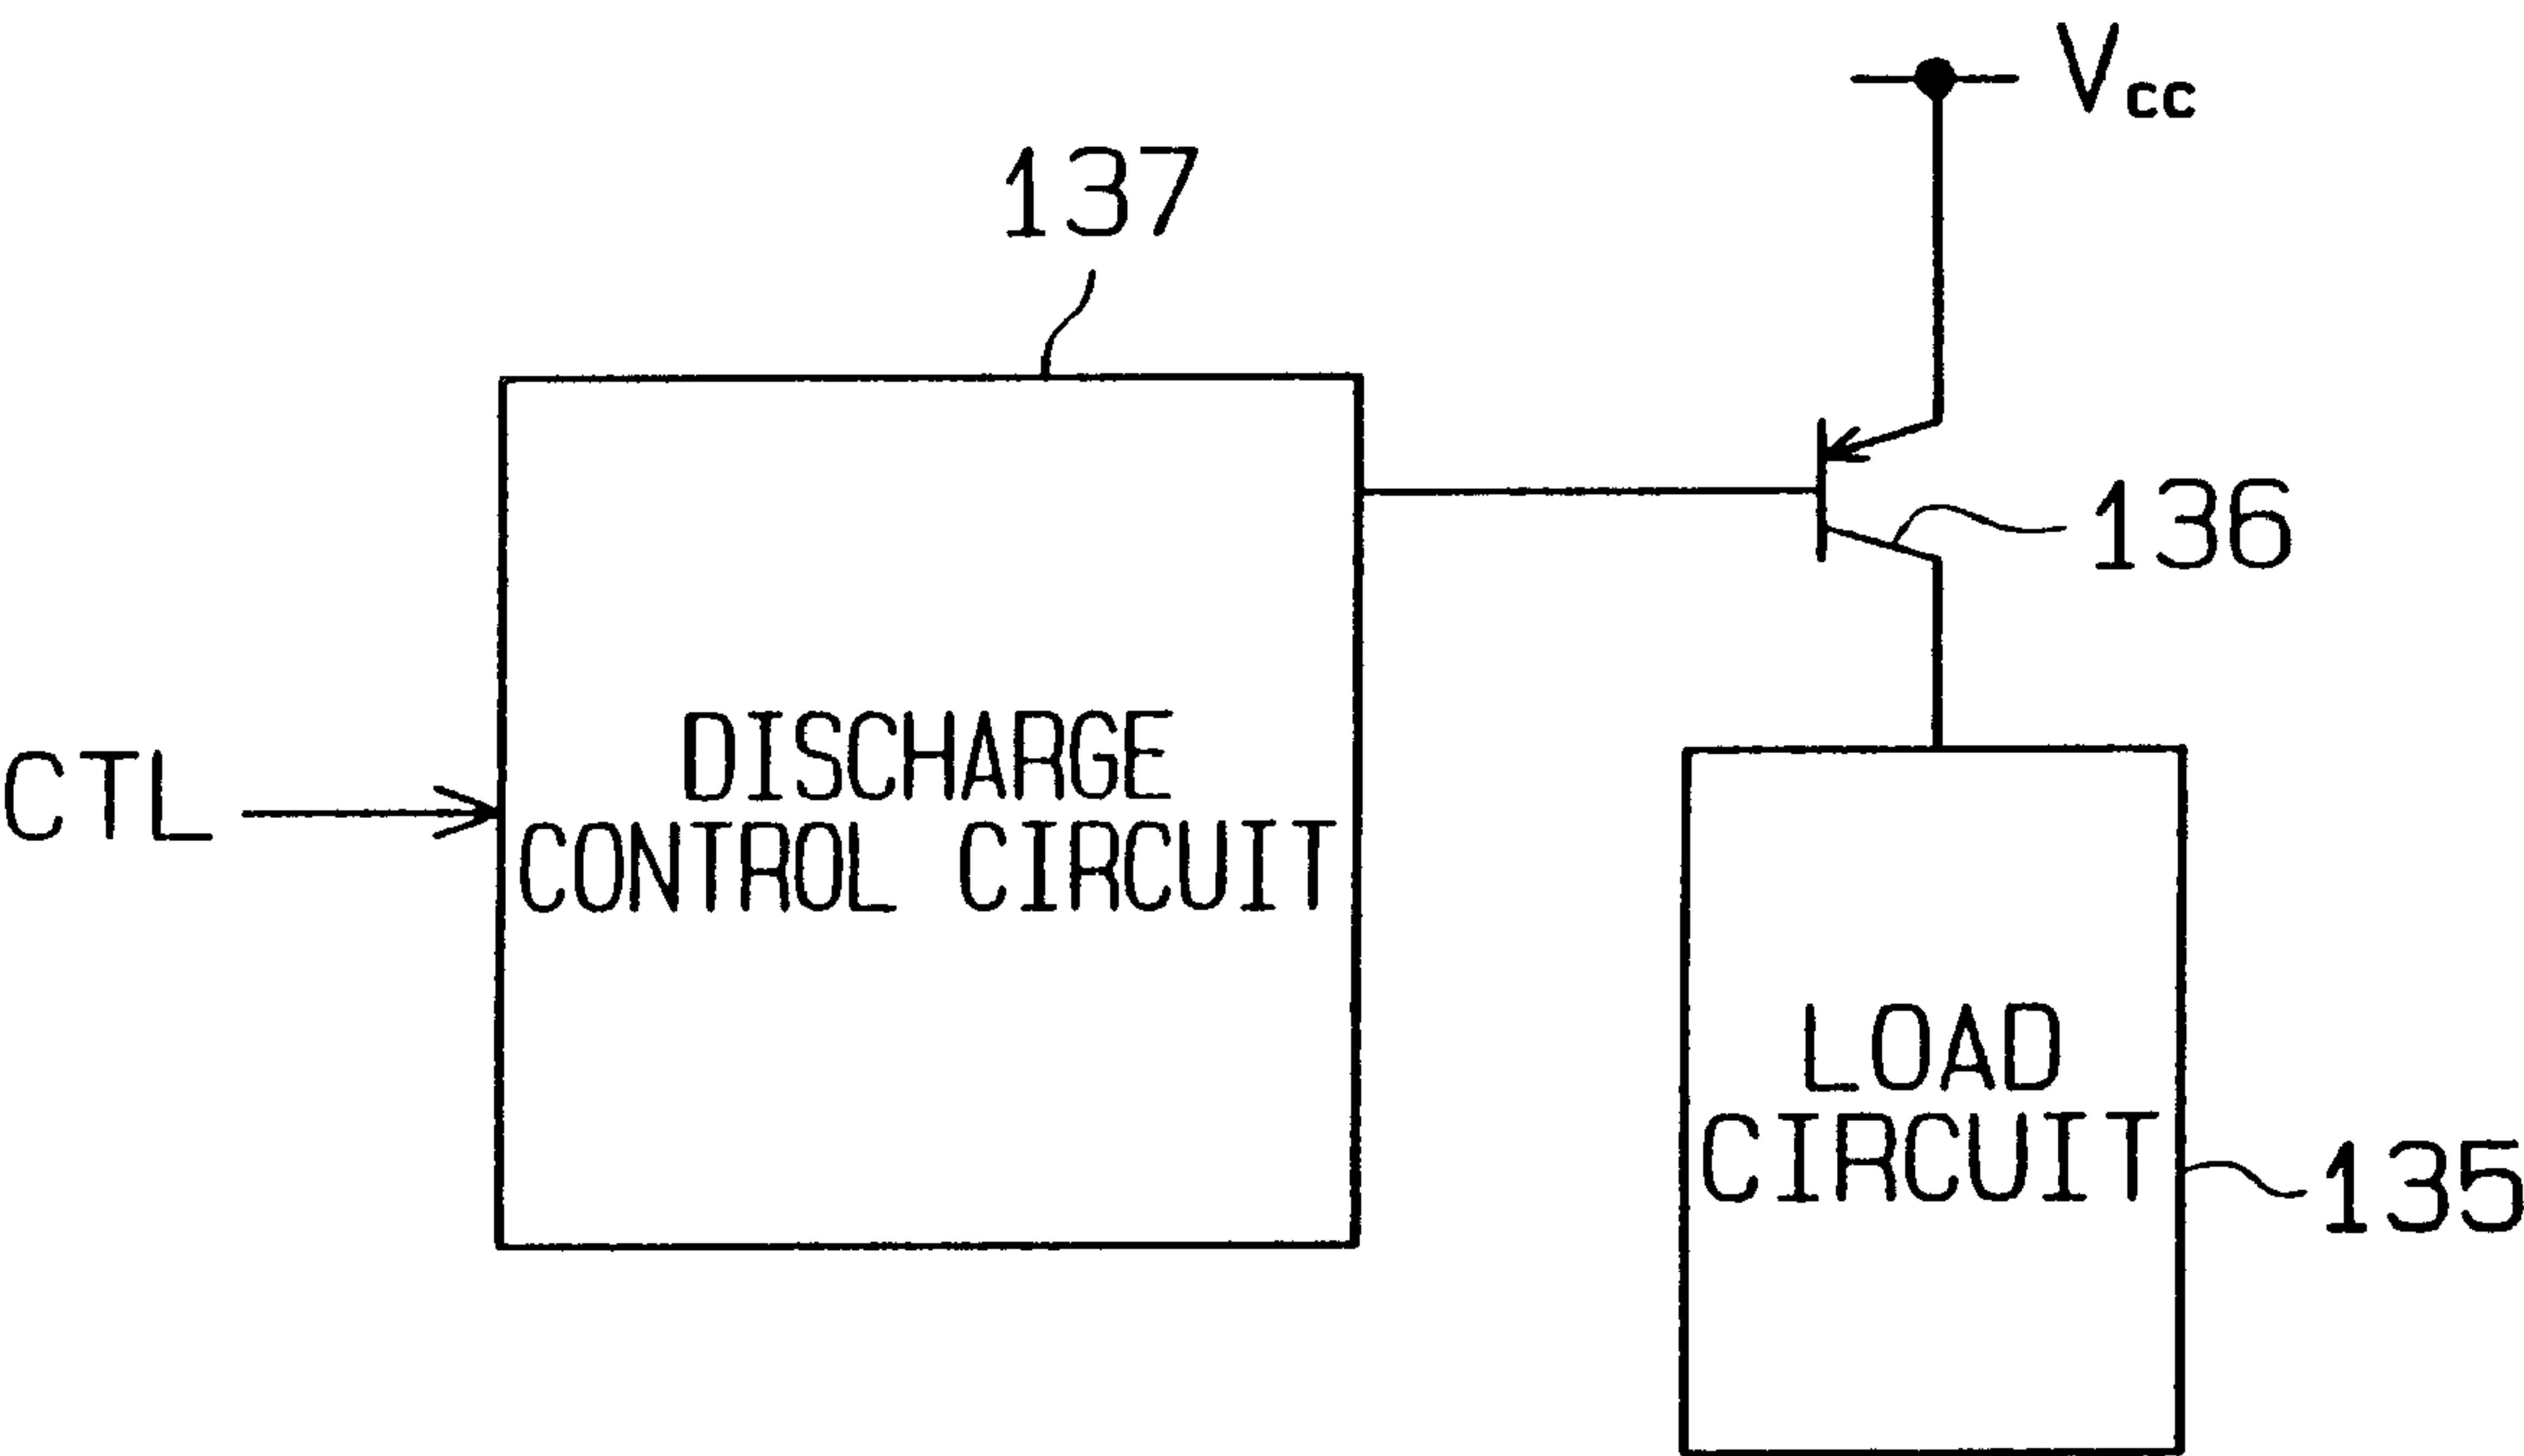 Vcc
137
136
DISCHARGE
CONTROL CIRCUIT
CTL
LOAD
CIRCUIT
135